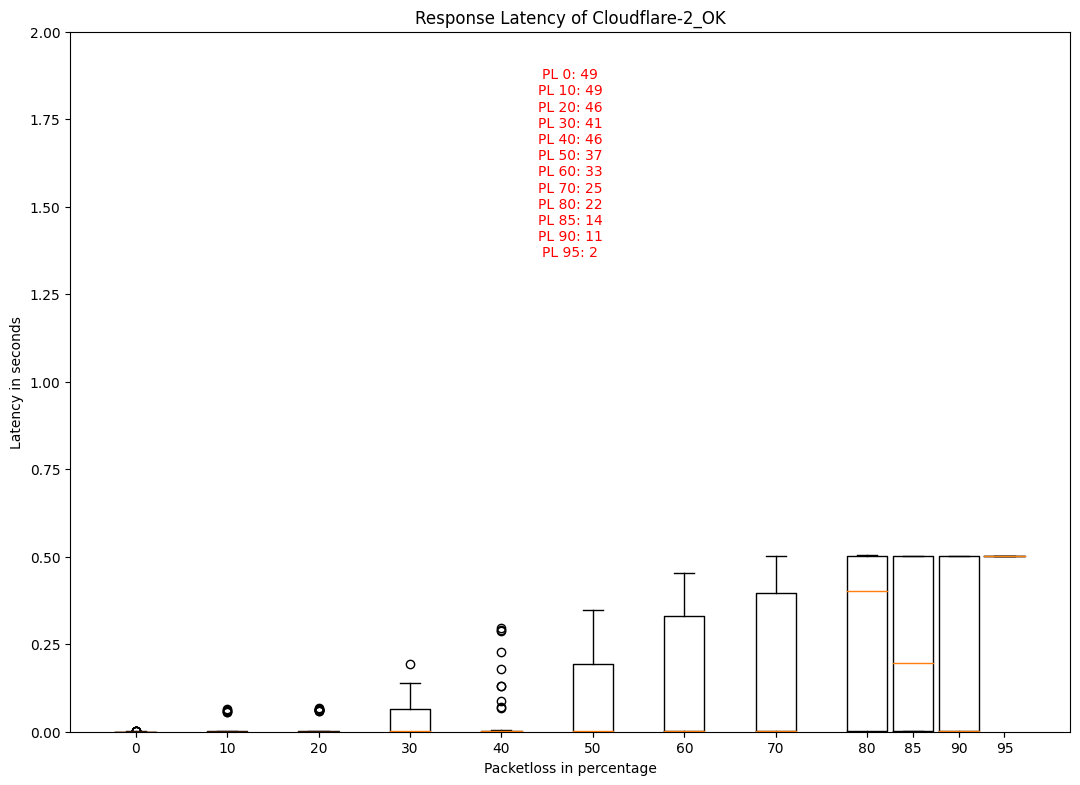 Response Latency of Cloudflare-2_OK
2.00
1.75
1.50
1.25
1.00
0.75
0.50
0.25
0.00
Latency in seconds
PL 0: 49
PL 10: 49
PL 20: 46
PL 30: 41
PL 40: 46
PL 50: 37
PL 60: 33
PL 70: 25
PL 80: 22
PL 85: 14
PL 90: 11
PL 95: 2
0 10 20 30 40 50 60 70 80 85 90 95
Packetloss in percentage